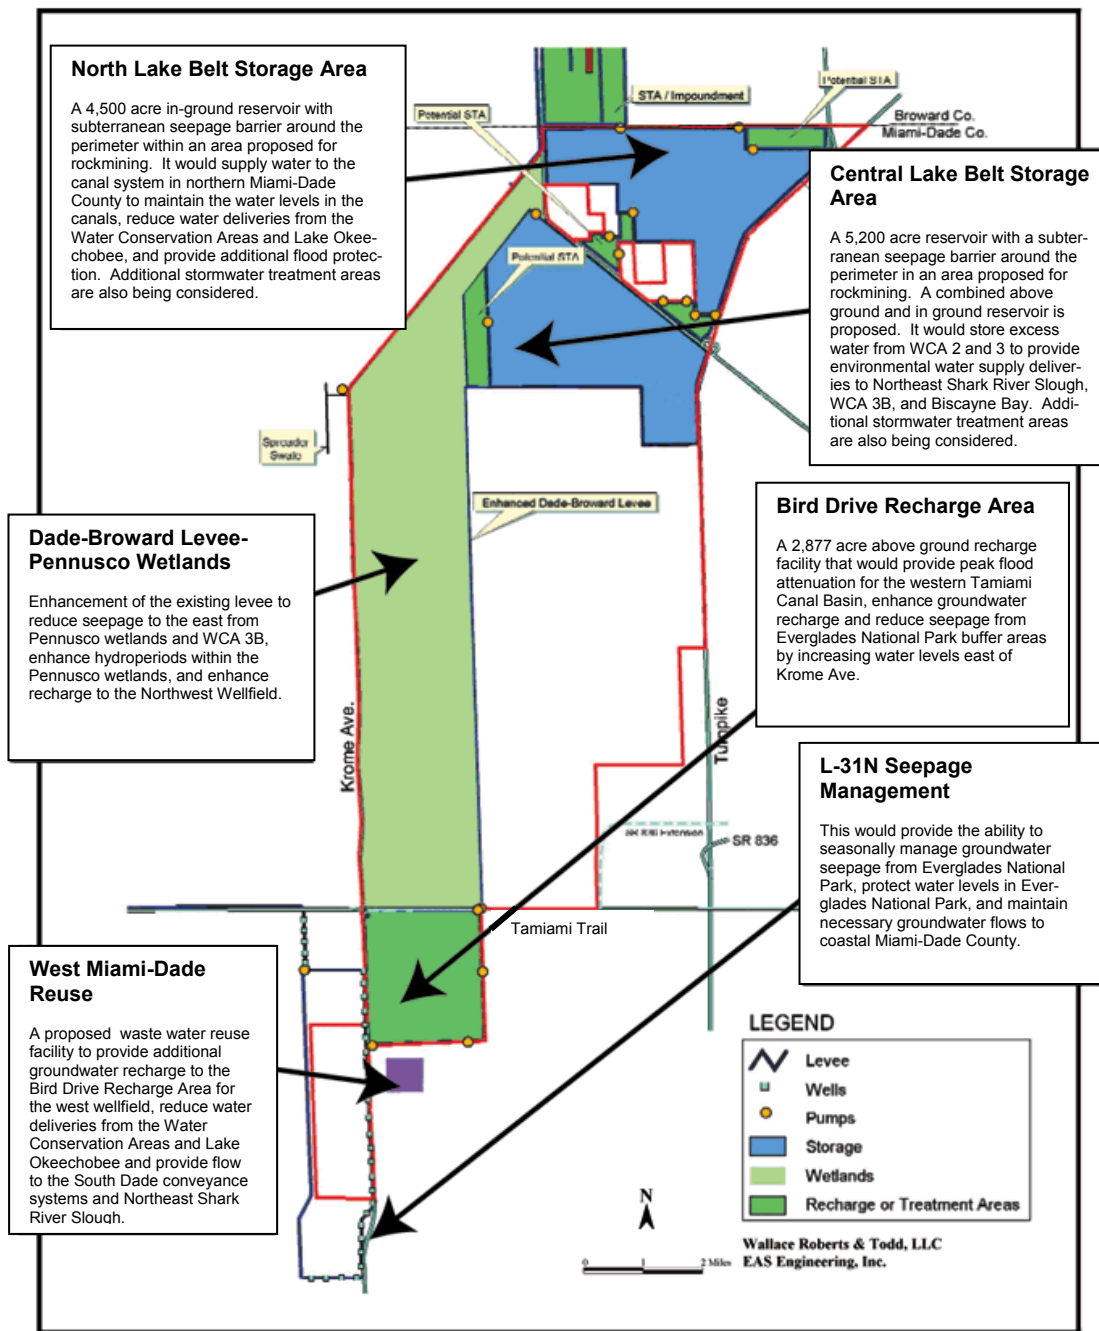 North Lake Belt Storage Area
A 4,500 acre in-ground reservoir with
subterranean seepage barrier around the
perimeter within an area proposed for
rockmining. It would supply water to the
canal system in northern Miami-Dade
County to maintain the water levels in the
canals, reduce water deliveries from the
Water Conservation Areas and Lake Okee-
chobee, and provide additional flood protec-
tion. Additional stormwater treatment areas
are also being considered.
Potential STA
STA / Impoundment
Potential STA
Broward Co.
Miami-Dade Co.
Central Lake Belt Storage
Area
A 5,200 acre reservoir with a subter-
ranean seepage barrier around the
perimeter in an area proposed for
rockmining. A combined above
ground and in ground reservoir is
proposed. It would store excess
water from WCA 2 and 3 to provide
environmental water supply deliver-
ies to Northeast Shark River Slough,
WCA 3B, and Biscayne Bay. Addi-
tional stormwater treatment areas
are also being considered.
Potential STA
Spreader
Swale
Enhanced Dade-Broward Levee
Dade-Broward Levee-
Pennusco Wetlands
Enhancement of the existing levee to
reduce seepage to the east from
Pennusco wetlands and WCA 3B,
enhance hydroperiods within the
Pennusco wetlands, and enhance
recharge to the Northwest Wellfield.
Bird Drive Recharge Area
A 2,877 acre above ground recharge
facility that would provide peak flood
attenuation for the western Tamiami
Canal Basin, enhance groundwater
recharge and reduce seepage from
Everglades National Park buffer areas
by increasing water levels east of
Krome Ave.
Krome Ave.
Turnpike
L-31N Seepage
Management
This would provide the ability to
seasonally manage groundwater
seepage from Everglades National
Park, protect water levels in Ever-
glades National Park, and maintain
necessary groundwater flows to
coastal Miami-Dade County.
SR 836 Extension
SR 836
Tamiami Trail
West Miami-Dade
Reuse
A proposed waste water reuse
facility to provide additional
groundwater recharge to the
Bird Drive Recharge Area for
the west wellfield, reduce water
deliveries from the Water
Conservation Areas and Lake
Okeechobee and provide flow
to the South Dade conveyance
systems and Northeast Shark
River Slough.
LEGEND
Levee
Wells
Pumps
Storage
Wetlands
Recharge or Treatment Areas
N
0 1 2 Miles
Wallace Roberts & Todd, LLC
EAS Engineering, Inc.